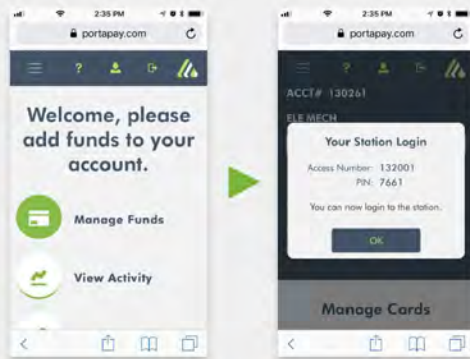 2:35 PM
portapay.com
?
Welcome, please
add funds to your
account.
Manage Funds
View Activity
2:35 PM
portapay.com
?
ACCT# 130261
ELE MECH
Your Station Login
Access Number: 132001
PIN: 7661
You can now login to the station.
OK
Manage Cards